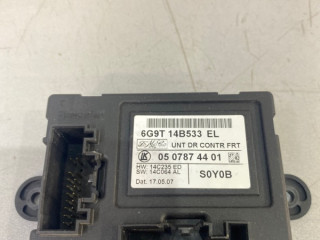 6G9T 14B533 EL
UNT DR CONTR.FRT
05 0787 44 01
HW: 14C235 ED
SW: 14C064 AL
Dat. 17.05.07
S0Y0B